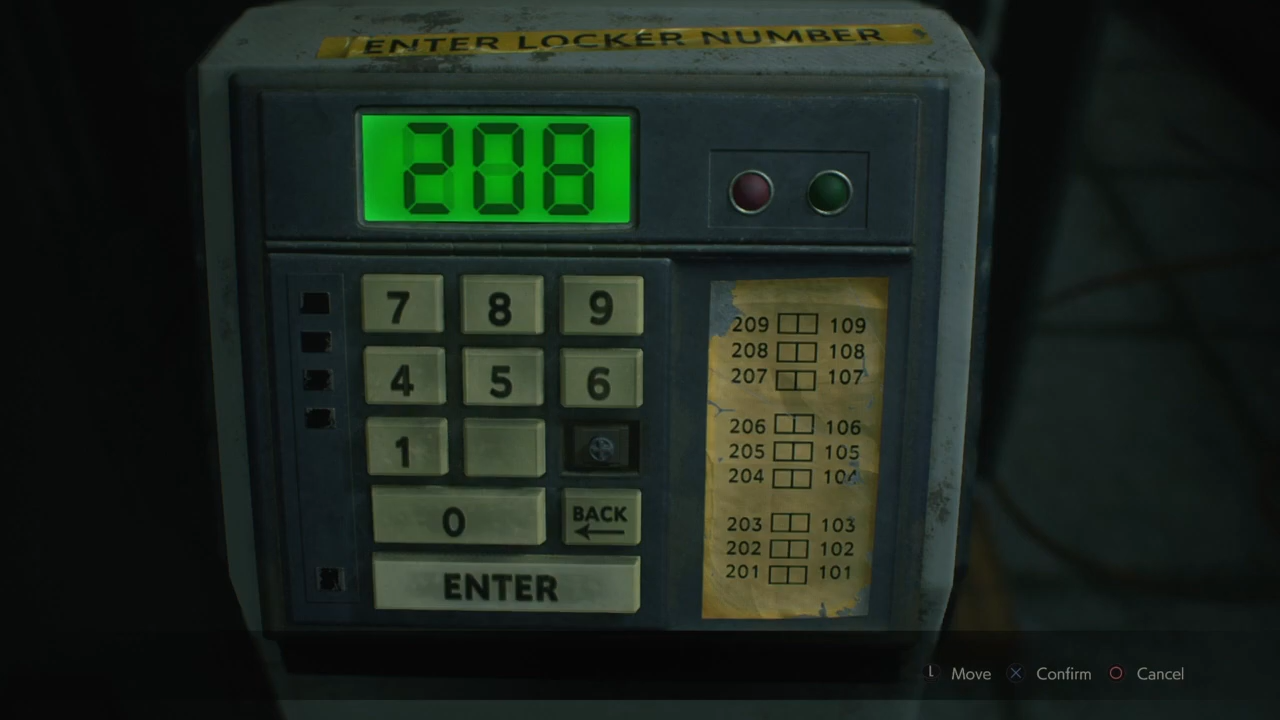 ENTER LOCKER NUMBER
208
7 8 9
4 5 6
1
0 BACK
ENTER
209 109
208 108
207 107
206 106
205 105
204 104
203 103
202 102
201 101
L Move X Confirm O Cancel